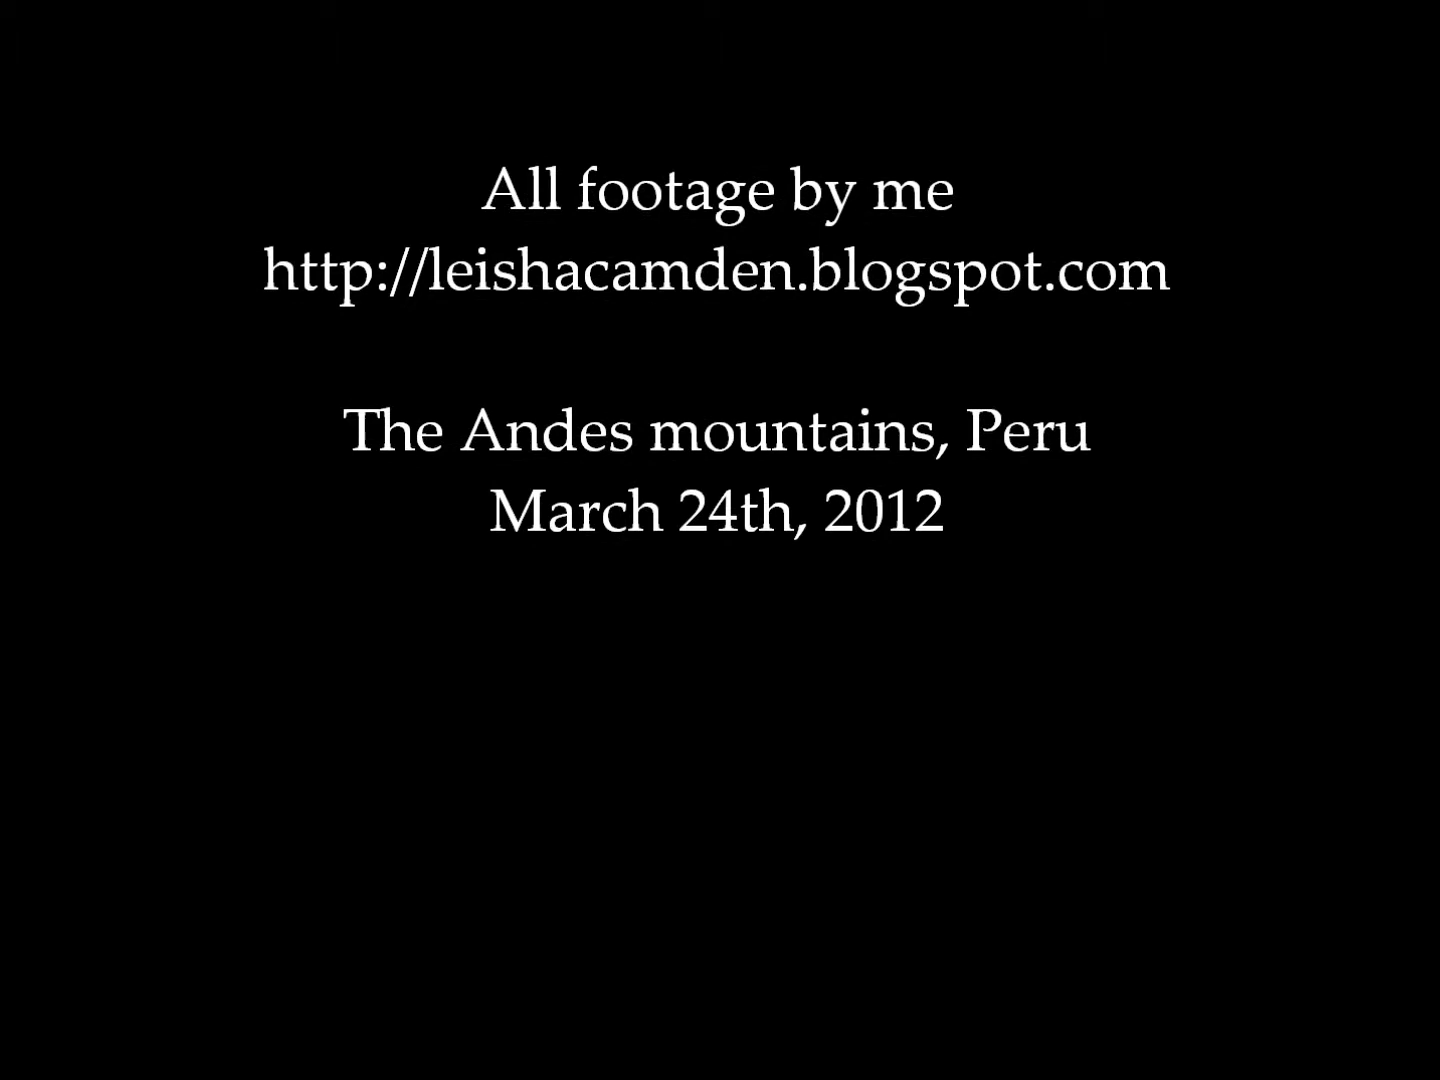 All footage by me
http://leishacamden.blogspot.com
The Andes mountains, Peru
March 24th, 2012